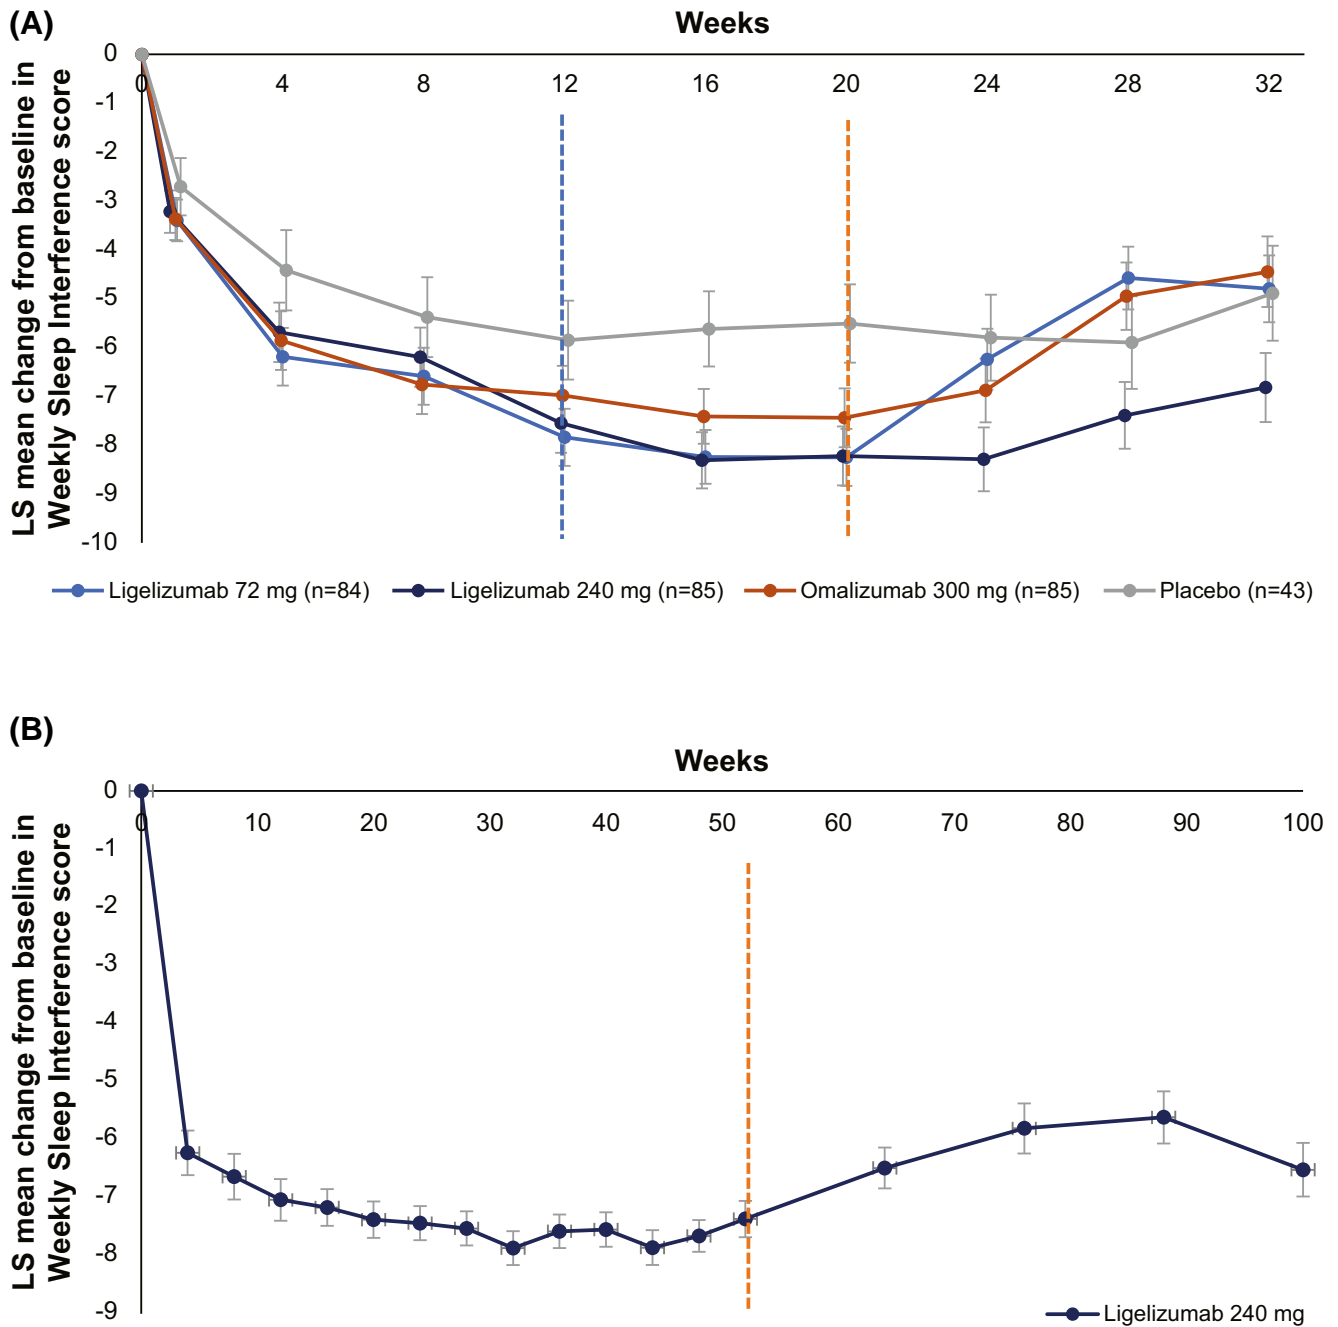 (A)
Weeks
LS mean change from baseline in
Weekly Sleep Interference score
0
-1
-2
-3
-4
-5
-6
-7
-8
-9
-10
0 4 8 12 16 20 24 28 32
Ligelizumab 72 mg (n=84) Ligelizumab 240 mg (n=85) Omalizumab 300 mg (n=85) Placebo (n=43)
(B)
Weeks
LS mean change from baseline in
Weekly Sleep Interference score
0
-1
-2
-3
-4
-5
-6
-7
-8
-9
0 10 20 30 40 50 60 70 80 90 100
Ligelizumab 240 mg